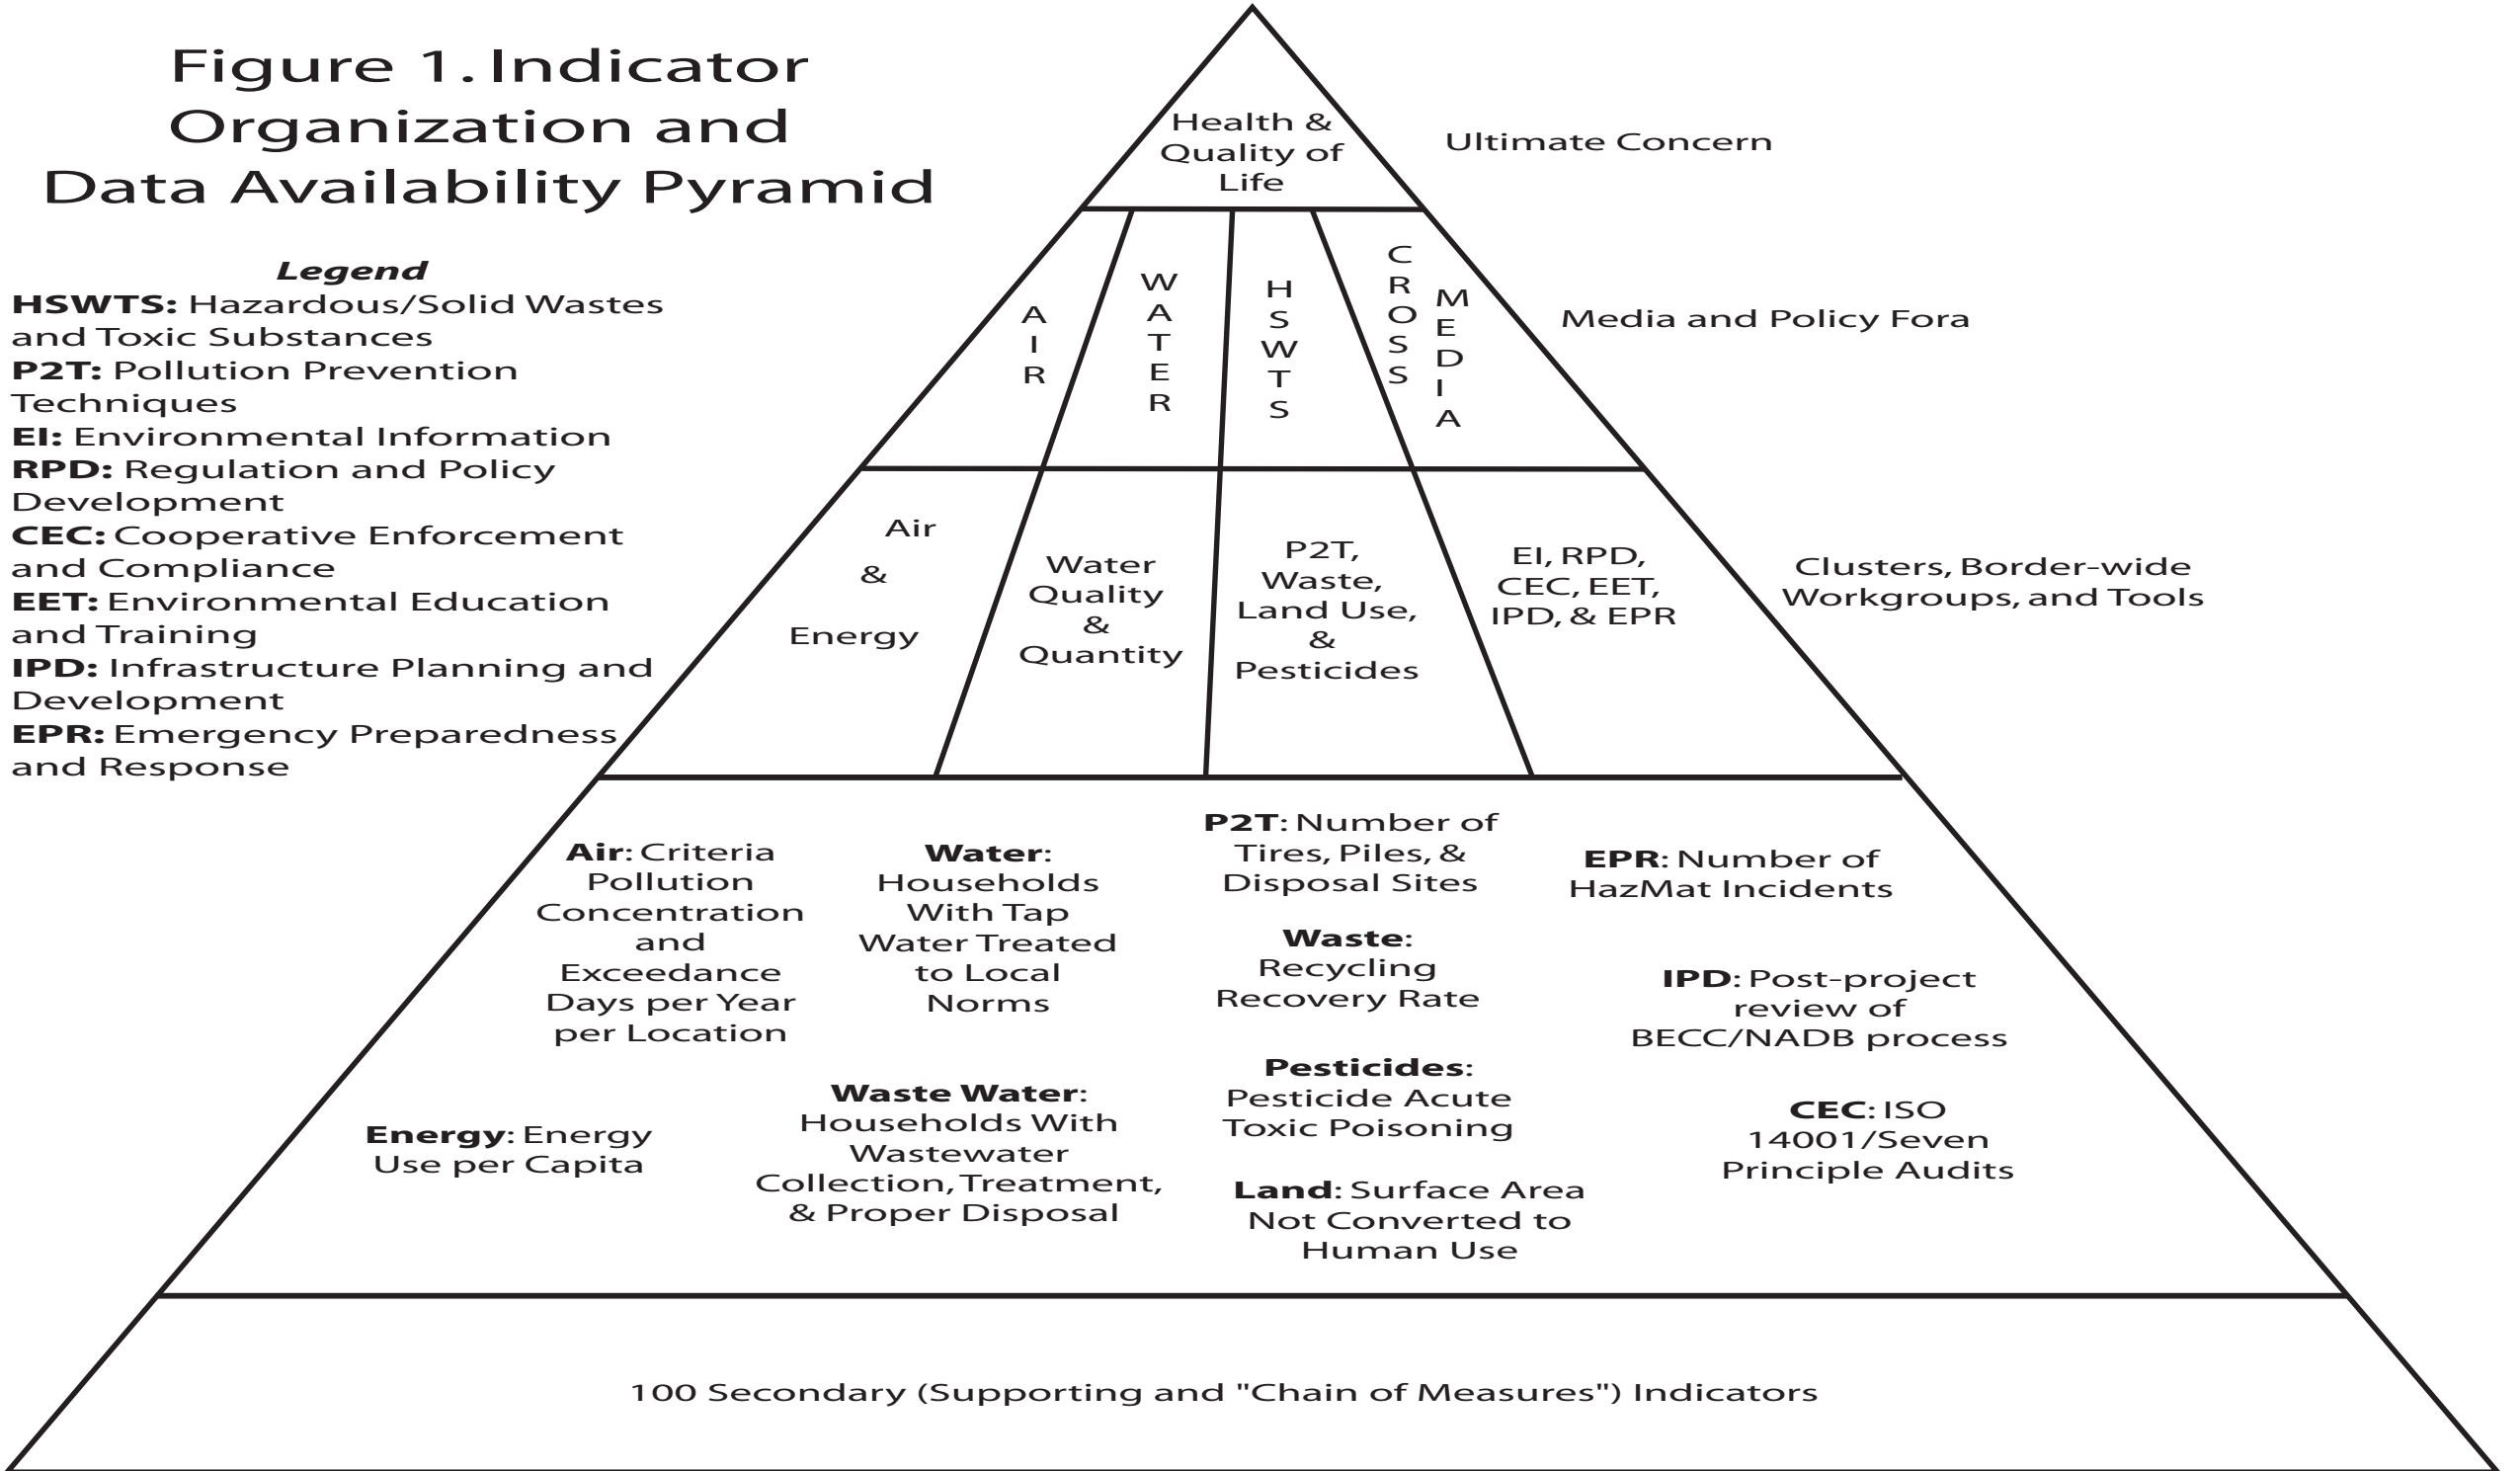 Figure 1. Indicator
Organization and
Data Availability Pyramid
Legend
HSWTS: Hazardous/Solid Wastes
and Toxic Substances
P2T: Pollution Prevention
Techniques
EI: Environmental Information
RPD: Regulation and Policy
Development
CEC: Cooperative Enforcement
and Compliance
EET: Environmental Education
and Training
IPD: Infrastructure Planning and
Development
EPR: Emergency Preparedness
and Response
Health &
Quality of
Life
Ultimate Concern
AIR
WATER
HSWTS
CROSS
MEDIA
Media and Policy Fora
Air
&
Energy
Water
Quality
&
Quantity
P2T,
Waste,
Land Use,
&
Pesticides
EI, RPD,
CEC, EET,
IPD, & EPR
Clusters, Border-wide
Workgroups, and Tools
Air: Criteria
Pollution
Concentration
and
Exceedance
Days per Year
per Location
Energy: Energy
Use per Capita
Water:
Households
With Tap
Water Treated
to Local
Norms
Waste Water:
Households With
Wastewater
Collection, Treatment,
& Proper Disposal
P2T: Number of
Tires, Piles, &
Disposal Sites
Waste:
Recycling
Recovery Rate
Pesticides:
Pesticide Acute
Toxic Poisoning
Land: Surface Area
Not Converted to
Human Use
EPR: Number of
HazMat Incidents
IPD: Post-project
review of
BECC/NADB process
CEC: ISO
14001/Seven
Principle Audits
100 Secondary (Supporting and "Chain of Measures") Indicators